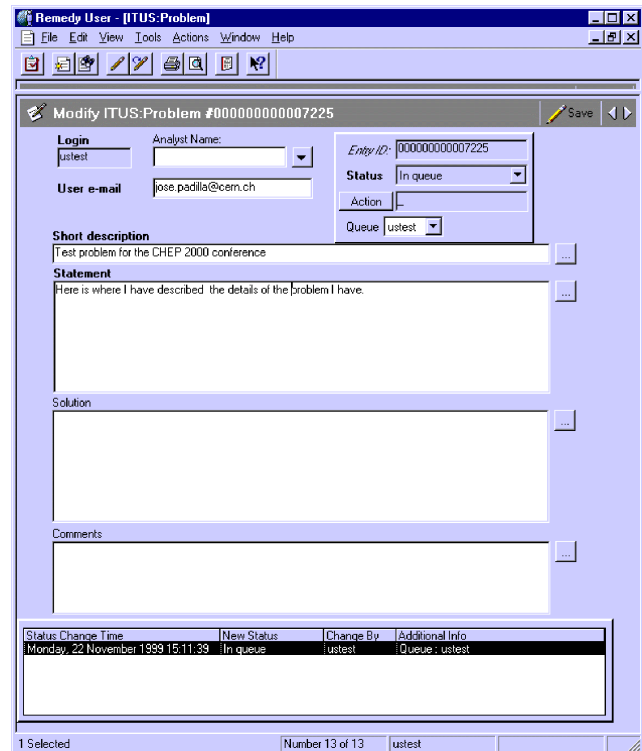 Remedy User - [ITUS:Problem]
File Edit View Tools Actions Window Help
Modify ITUS:Problem #000000000007225
Save
Login
ustest
Analyst Name:
User e-mail
jose.padilla@cern.ch
Entry ID: 000000000007225
Status In queue
Action _
Queue ustest
Short description
Test problem for the CHEP 2000 conference
...
Statement
Here is where I have described the details of the problem I have.
...
Solution
...
Comments
...
Status Change Time New Status Change By Additional Info
Monday, 22 November 1999 15:11:39 In queue ustest Queue : ustest
1 Selected Number 13 of 13 ustest